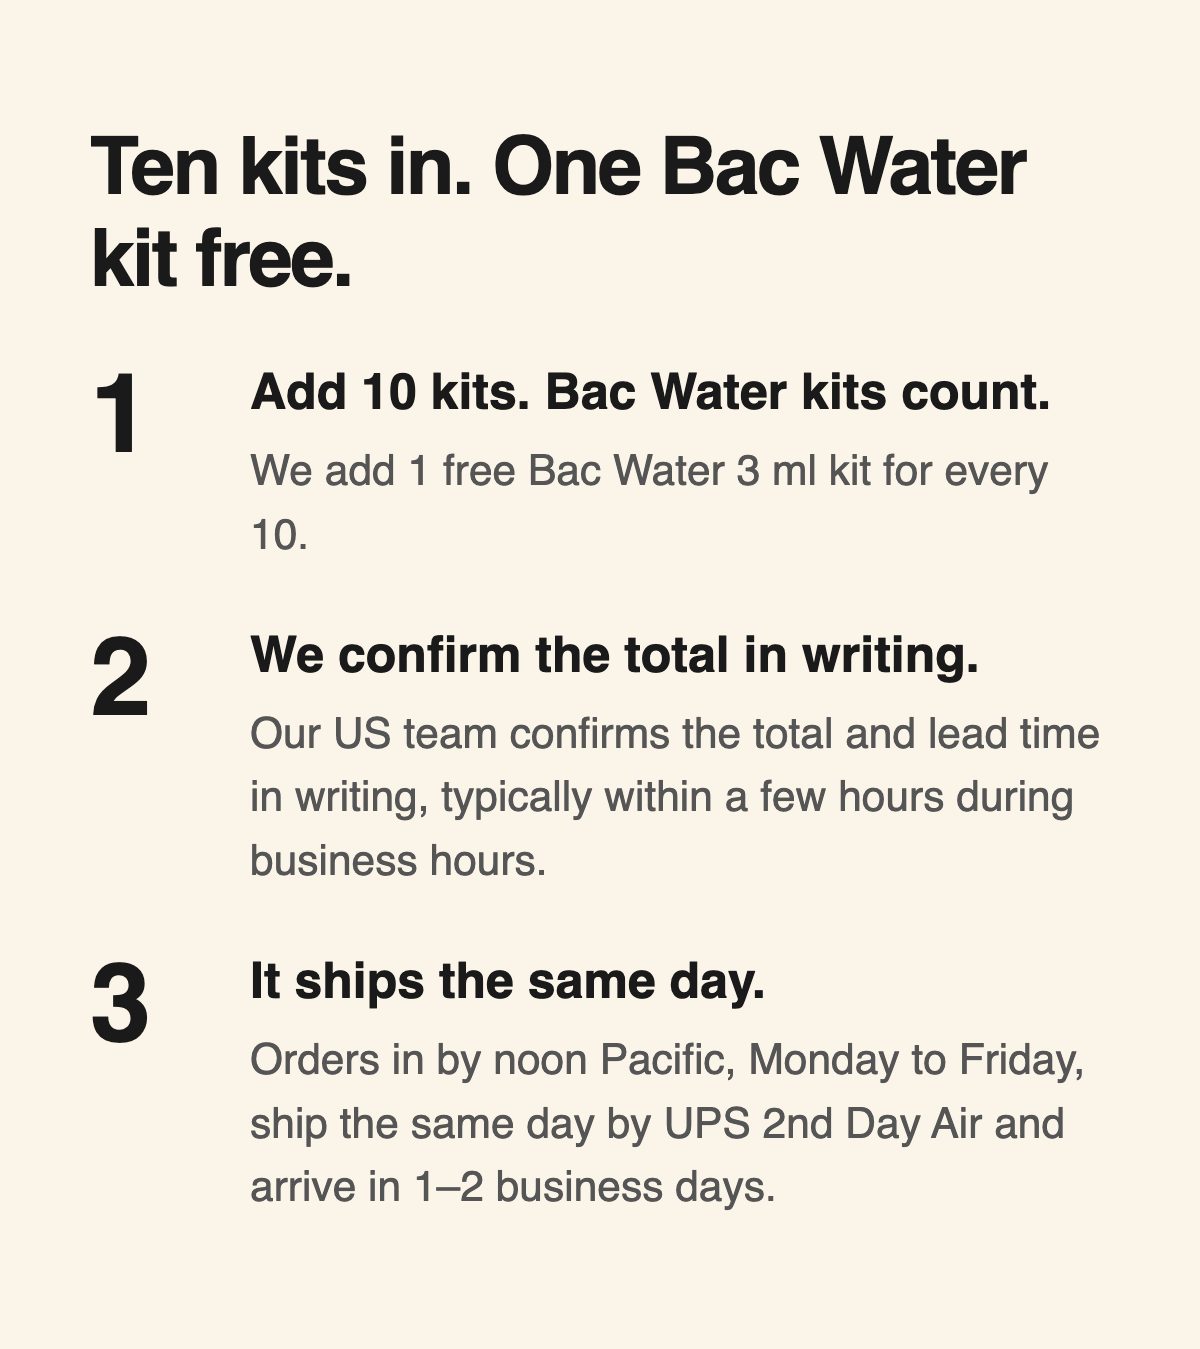 Ten kits in. One Bac Water
kit free.
1
Add 10 kits. Bac Water kits count.
We add 1 free Bac Water 3 ml kit for every
10.
2
We confirm the total in writing.
Our US team confirms the total and lead time
in writing, typically within a few hours during
business hours.
3
It ships the same day.
Orders in by noon Pacific, Monday to Friday,
ship the same day by UPS 2nd Day Air and
arrive in 1–2 business days.